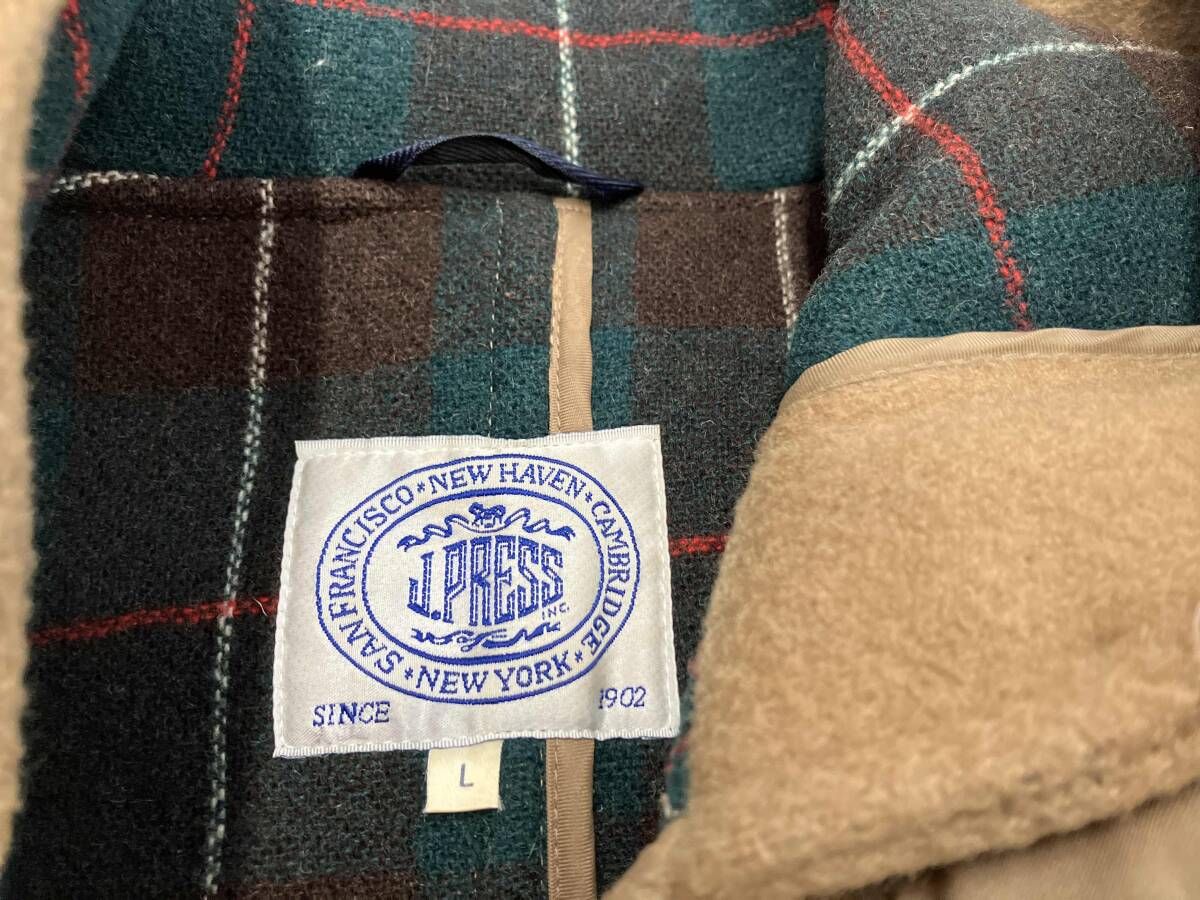 SAN FRANCISCO * NEW HAVEN * CAMBRIDGE * NEW YORK *
J. PRESS
INC.
SINCE 1902
L